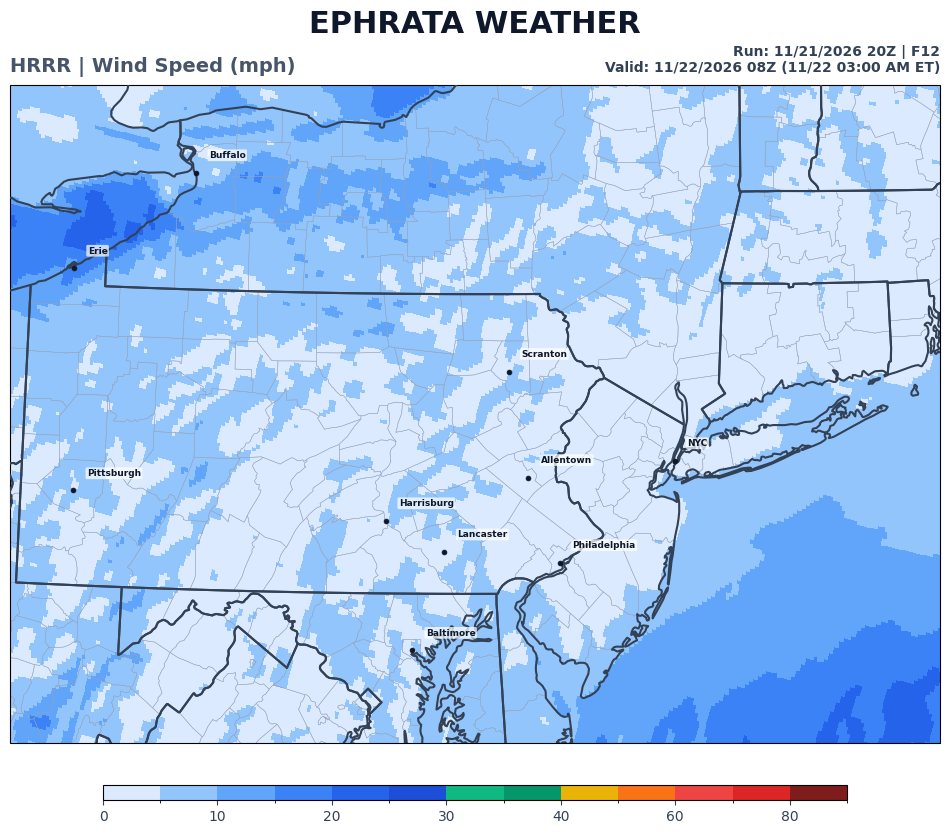 EPHRATA WEATHER
HRRR | Wind Speed (mph)
Run: 11/21/2026 20Z | F12
Valid: 11/22/2026 08Z (11/22 03:00 AM ET)
Buffalo
Erie
Scranton
NYC
Allentown
Pittsburgh
Harrisburg
Lancaster
Philadelphia
Baltimore
0 10 20 30 40 50 60 70 80